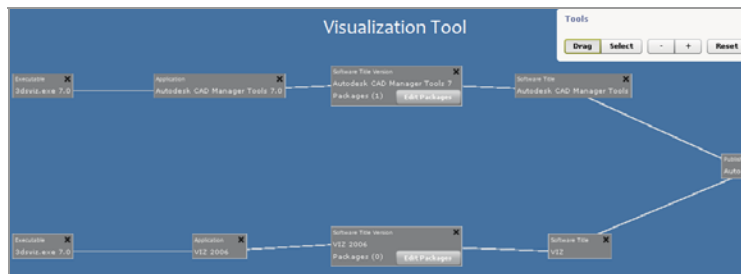 Visualization Tool
Tools
Drag Select - + Reset
Executable
3dsviz.exe 7.0
Application
Autodesk CAD Manager Tools 7.0
Software Title Version
Autodesk CAD Manager Tools 7
Packages (1) Edit Packages
Software Title
Autodesk CAD Manager Tools
Executable
3dsviz.exe 7.0
Application
VIZ 2006
Software Title Version
VIZ 2006
Packages (0) Edit Packages
Software Title
VIZ